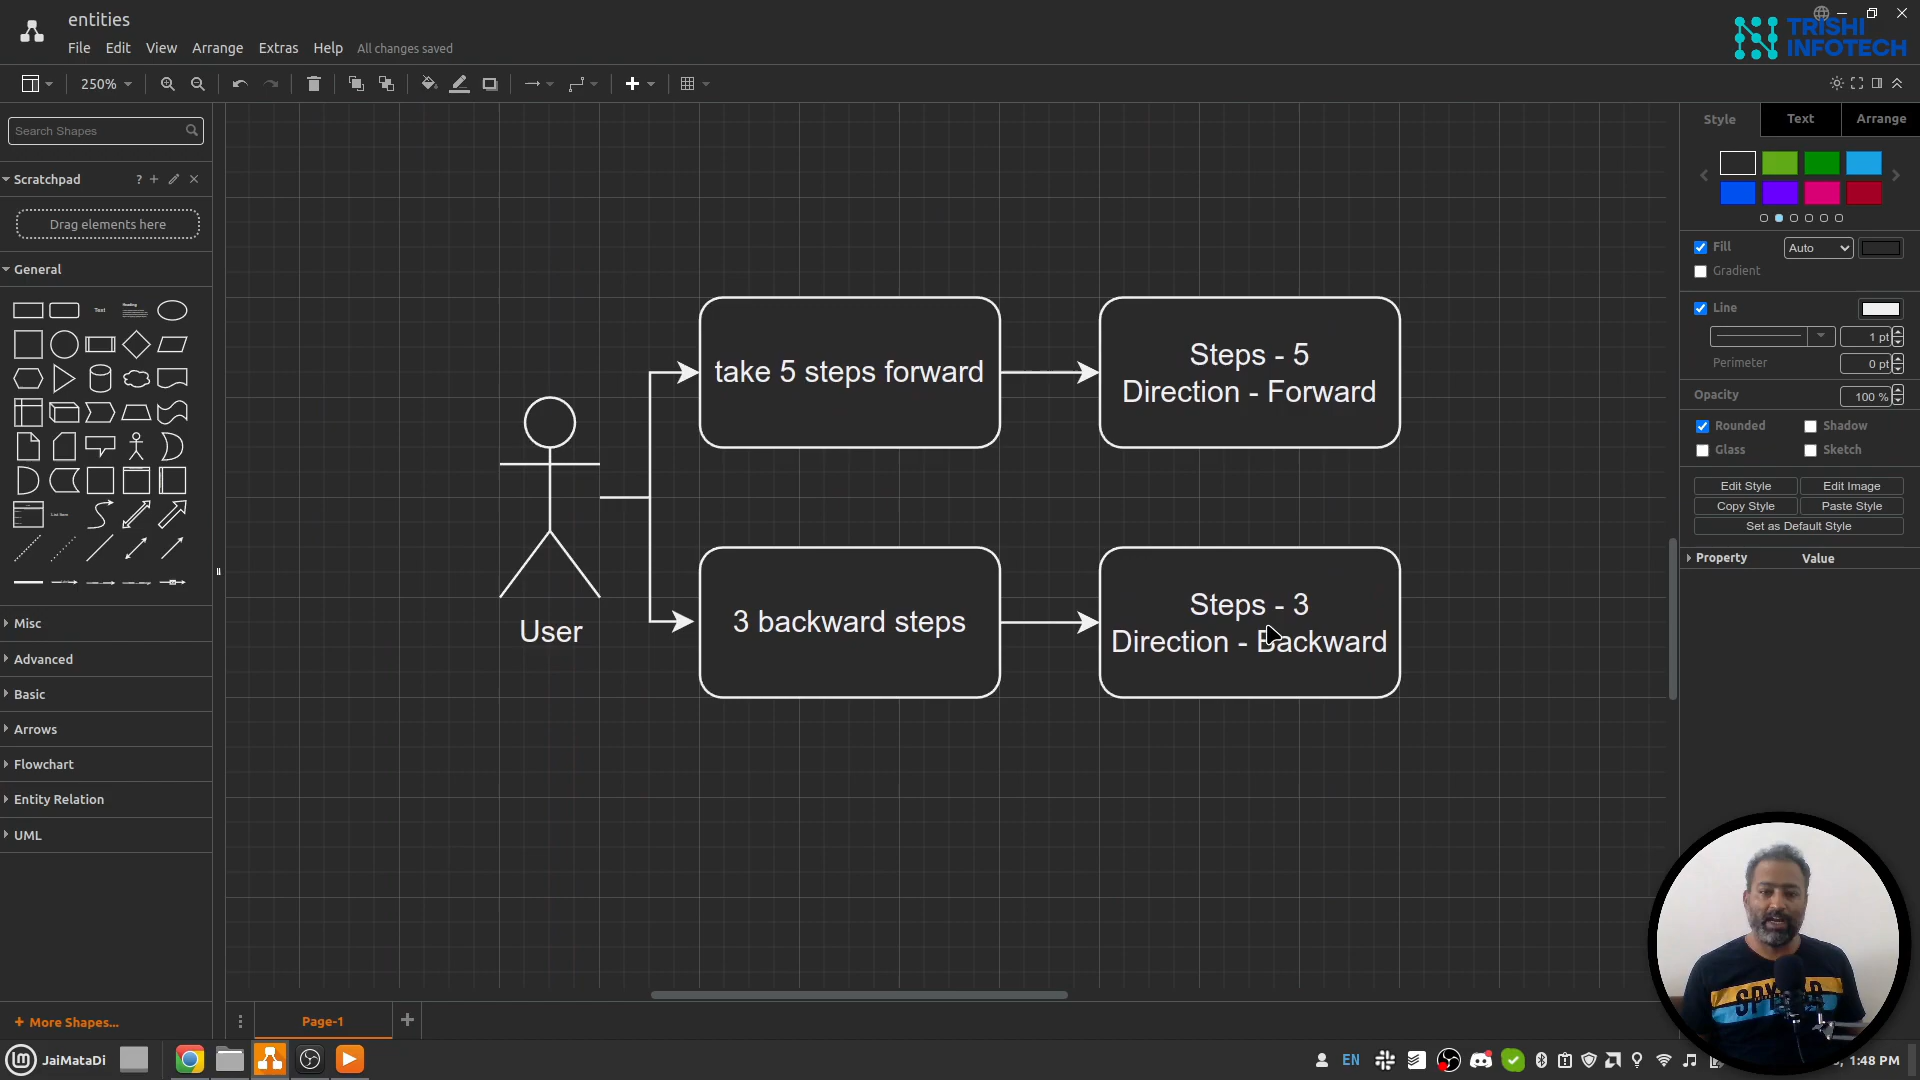 entities
File Edit View Arrange Extras Help All changes saved
TRISHI
INFOTECH
250%
Search Shapes
Scratchpad
?
Drag elements here
General
Text
Heading
List Item
Misc
Advanced
Basic
Arrows
Flowchart
Entity Relation
UML
+ More Shapes...
take 5 steps forward
Steps - 5
Direction - Forward
User
3 backward steps
Steps - 3
Direction - Backward
Page-1
Style Text Arrange
Fill Auto
Gradient
Line
1 pt
Perimeter 0 pt
Opacity 100 %
Rounded Shadow
Glass Sketch
Edit Style Edit Image
Copy Style Paste Style
Set as Default Style
Property Value
JaiMataDi
EN
1:48 PM